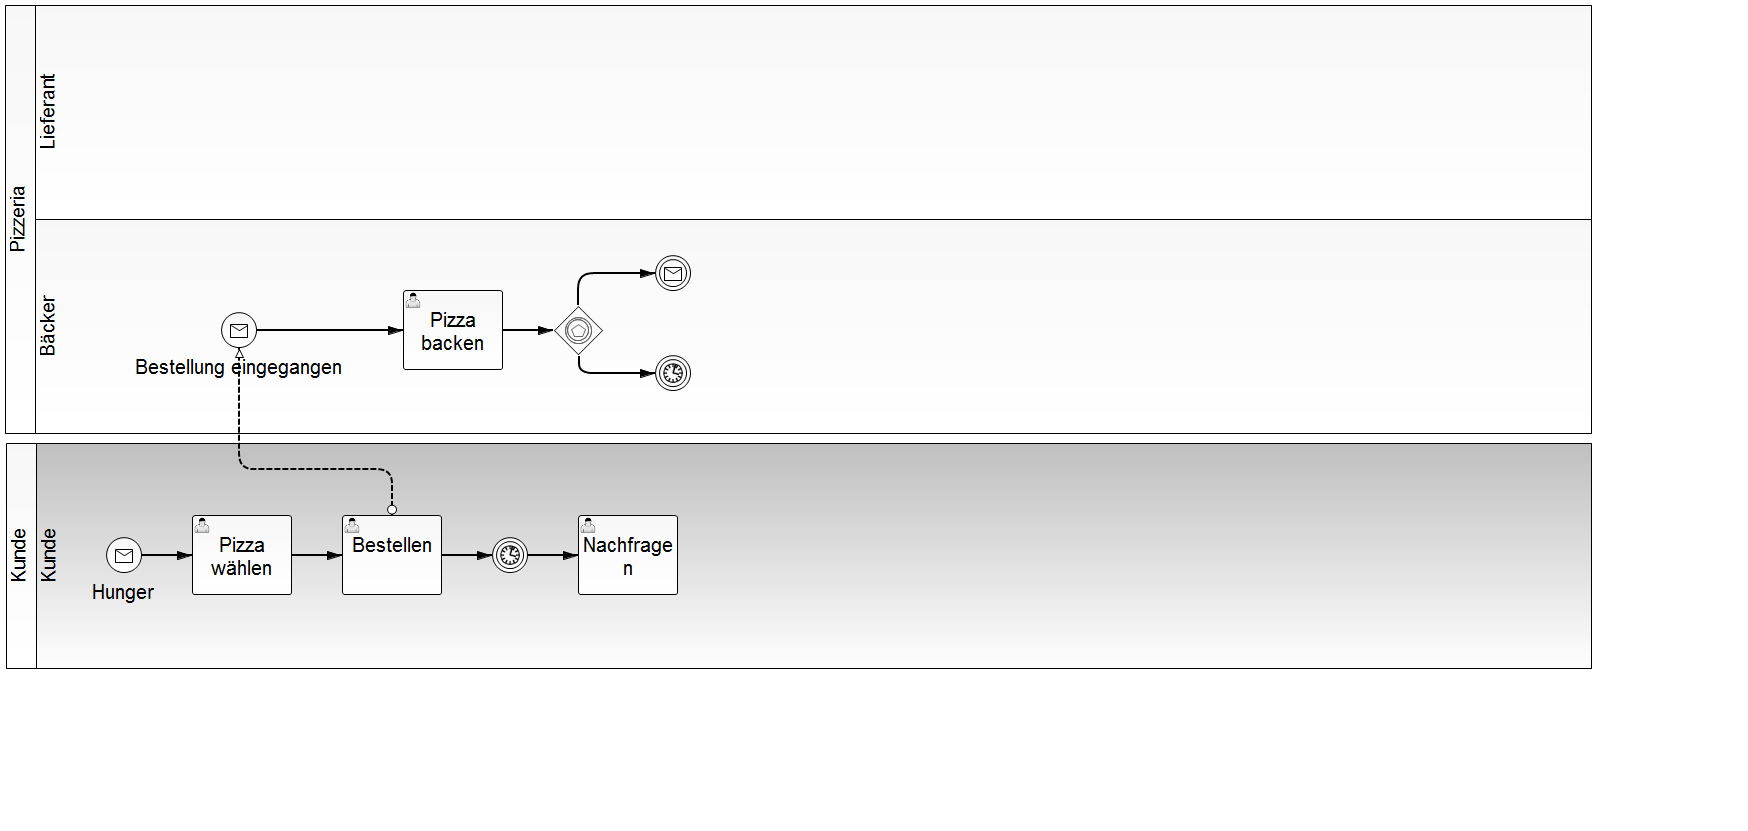 Pizzeria
Lieferant
Bäcker
Pizza
backen
Bestellung eingegangen
Kunde
Kunde
Hunger
Pizza
wählen
Bestellen
Nachfrage
n